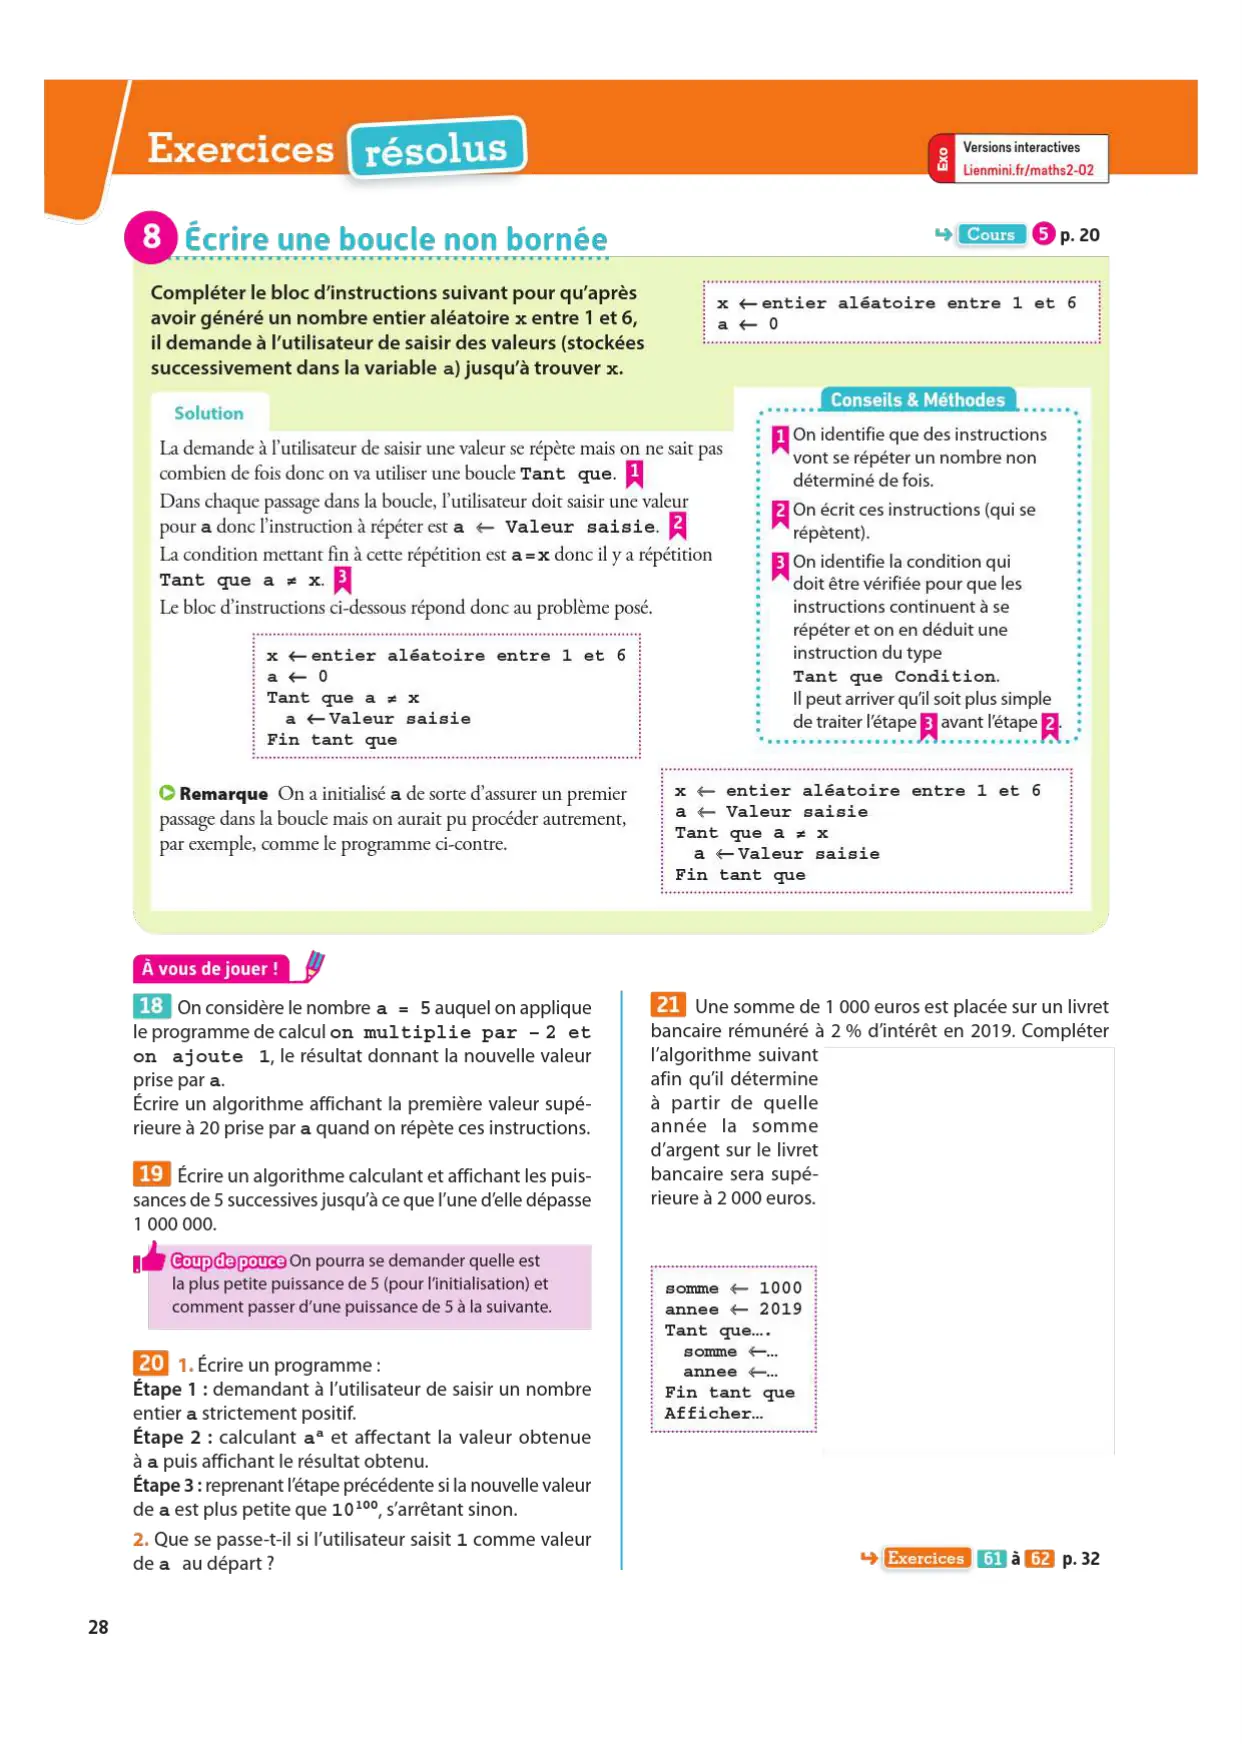 Exercices résolus
Exo
Versions interactives
Lienmini.fr/maths2-02
8 Écrire une boucle non bornée
Cours 5 p. 20
Compléter le bloc d'instructions suivant pour qu'après
avoir généré un nombre entier aléatoire x entre 1 et 6,
il demande à l'utilisateur de saisir des valeurs (stockées
successivement dans la variable a) jusqu'à trouver x.
x ← entier aléatoire entre 1 et 6
a ← 0
Solution
La demande à l'utilisateur de saisir une valeur se répète mais on ne sait pas
combien de fois donc on va utiliser une boucle Tant que. 1
Dans chaque passage dans la boucle, l'utilisateur doit saisir une valeur
pour a donc l'instruction à répéter est a ← Valeur saisie. 2
La condition mettant fin à cette répétition est a=x donc il y a répétition
Tant que a ≠ x. 3
Le bloc d'instructions ci-dessous répond donc au problème posé.
x ← entier aléatoire entre 1 et 6
a ← 0
Tant que a ≠ x
a ← Valeur saisie
Fin tant que
Conseils & Méthodes
1 On identifie que des instructions
vont se répéter un nombre non
déterminé de fois.
2 On écrit ces instructions (qui se
répètent).
3 On identifie la condition qui
doit être vérifiée pour que les
instructions continuent à se
répéter et on en déduit une
instruction du type
Tant que Condition.
Il peut arriver qu'il soit plus simple
de traiter l'étape 3 avant l'étape 2.
Remarque On a initialisé a de sorte d'assurer un premier
passage dans la boucle mais on aurait pu procéder autrement,
par exemple, comme le programme ci-contre.
x ← entier aléatoire entre 1 et 6
a ← Valeur saisie
Tant que a ≠ x
a ← Valeur saisie
Fin tant que
À vous de jouer !
18 On considère le nombre a = 5 auquel on applique
le programme de calcul on multiplie par – 2 et
on ajoute 1, le résultat donnant la nouvelle valeur
prise par a.
Écrire un algorithme affichant la première valeur supé-
rieure à 20 prise par a quand on répète ces instructions.
19 Écrire un algorithme calculant et affichant les puis-
sances de 5 successives jusqu'à ce que l'une d'elle dépasse
1 000 000.
Coup de pouce On pourra se demander quelle est
la plus petite puissance de 5 (pour l'initialisation) et
comment passer d'une puissance de 5 à la suivante.
20 1. Écrire un programme :
Étape 1 : demandant à l'utilisateur de saisir un nombre
entier a strictement positif.
Étape 2 : calculant aᵃ et affectant la valeur obtenue
à a puis affichant le résultat obtenu.
Étape 3 : reprenant l'étape précédente si la nouvelle valeur
de a est plus petite que 10¹⁰⁰, s'arrêtant sinon.
2. Que se passe-t-il si l'utilisateur saisit 1 comme valeur
de a au départ ?
21 Une somme de 1 000 euros est placée sur un livret
bancaire rémunéré à 2 % d'intérêt en 2019. Compléter
l'algorithme suivant
afin qu'il détermine
à partir de quelle
année la somme
d'argent sur le livret
bancaire sera supé-
rieure à 2 000 euros.
somme ← 1000
annee ← 2019
Tant que….
somme ←…
annee ←…
Fin tant que
Afficher…
Exercices 61 à 62 p. 32
28